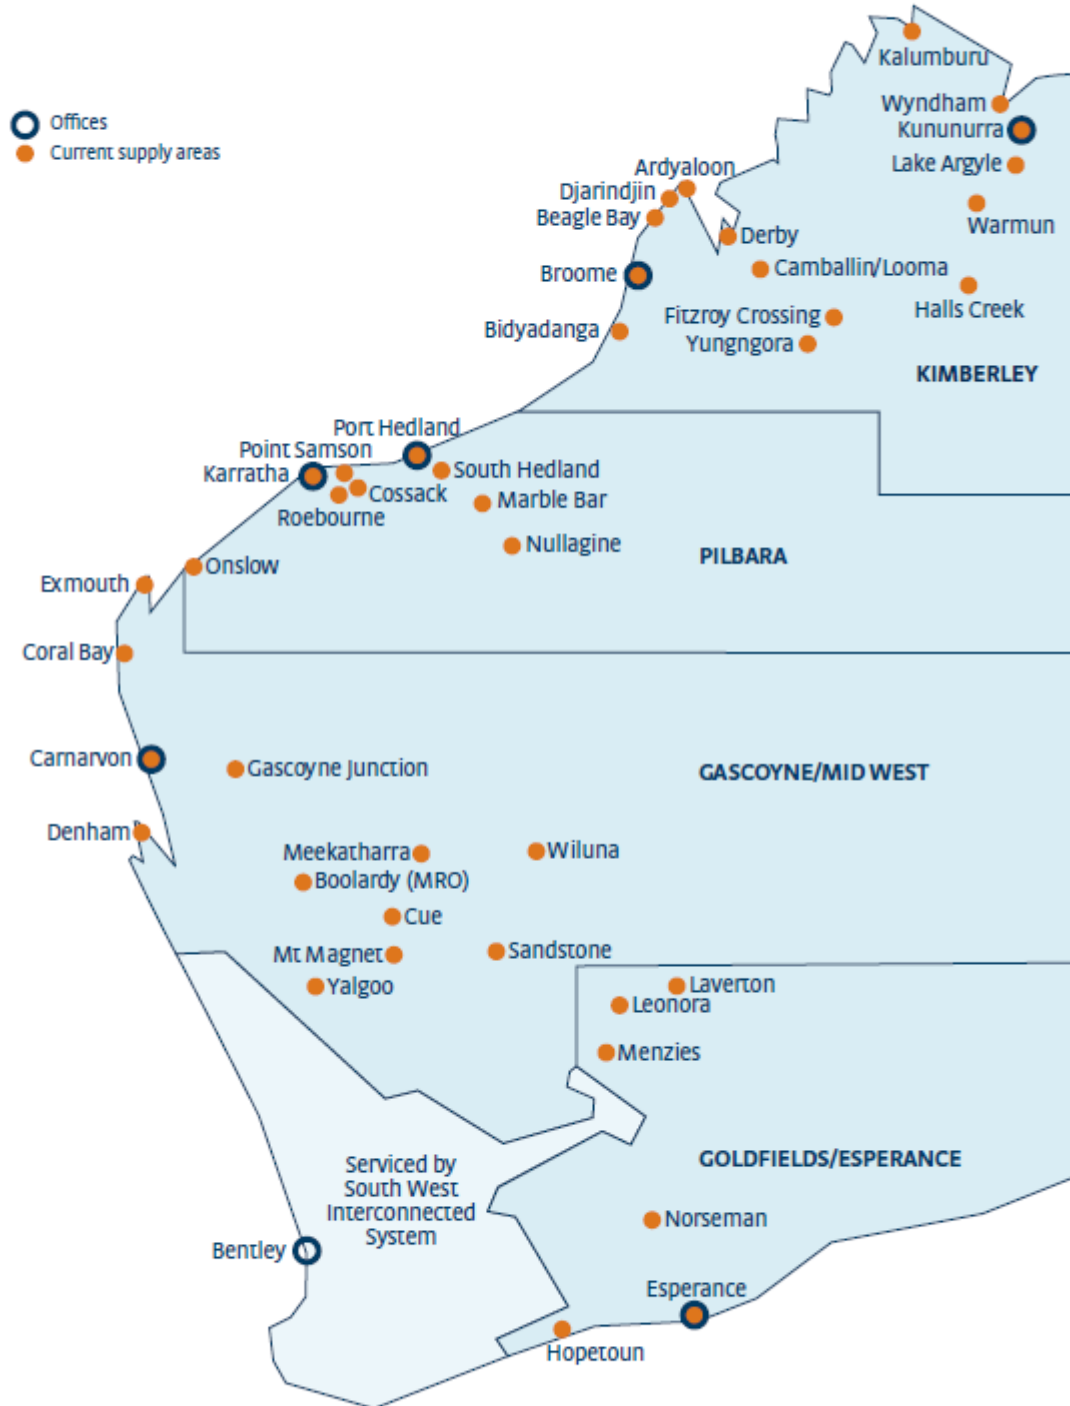 Offices
Current supply areas
Kalumburu
Wyndham
Kununurra
Lake Argyle
Warmun
Ardyaloon
Djarindjin
Beagle Bay
Derby
Broome
Camballin/Looma
Halls Creek
Bidyadanga
Fitzroy Crossing
Yungngora
KIMBERLEY
Port Hedland
Point Samson
Karratha
South Hedland
Cossack
Marble Bar
Roebourne
Nullagine
PILBARA
Onslow
Exmouth
Coral Bay
Carnarvon
Gascoyne Junction
GASCOYNE/MID WEST
Denham
Meekatharra
Wiluna
Boolardy (MRO)
Cue
Mt Magnet
Sandstone
Yalgoo
Laverton
Leonora
Menzies
Serviced by
South West
Interconnected
System
GOLDFIELDS/ESPERANCE
Norseman
Bentley
Esperance
Hopetoun